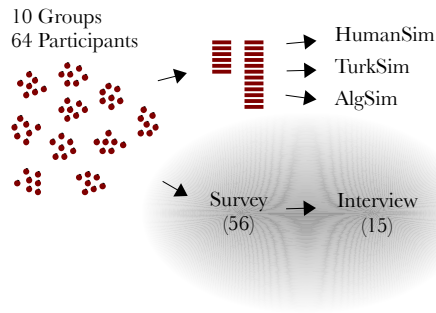 10 Groups
64 Participants
HumanSim
TurkSim
AlgSim
Survey
(56)
Interview
(15)